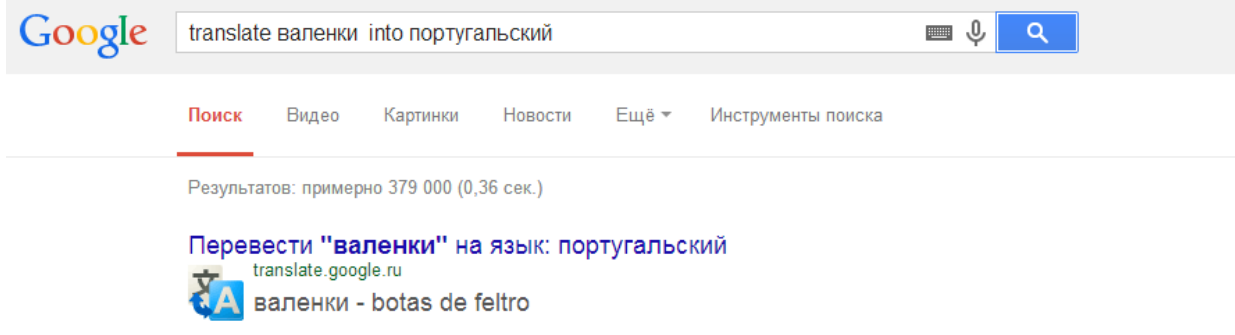 Google translate валенки into португальский
Поиск Видео Картинки Новости Ещё Инструменты поиска
Результатов: примерно 379 000 (0,36 сек.)
Перевести "валенки" на язык: португальский
translate.google.ru
валенки - botas de feltro